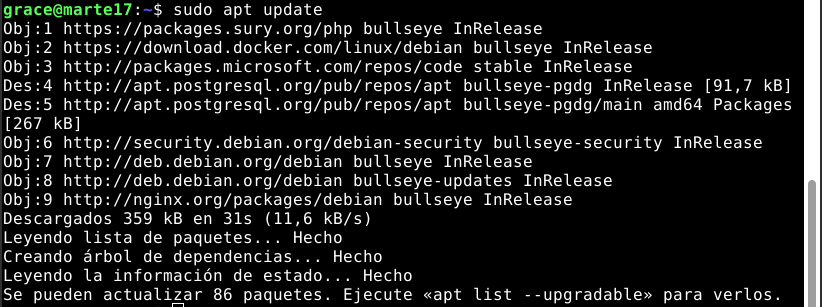 grace@marte17:~$ sudo apt update
Obj:1 https://packages.sury.org/php bullseye InRelease
Obj:2 https://download.docker.com/linux/debian bullseye InRelease
Obj:3 http://packages.microsoft.com/repos/code stable InRelease
Des:4 http://apt.postgresql.org/pub/repos/apt bullseye-pgdg InRelease [91,7 kB]
Des:5 http://apt.postgresql.org/pub/repos/apt bullseye-pgdg/main amd64 Packages
[267 kB]
Obj:6 http://security.debian.org/debian-security bullseye-security InRelease
Obj:7 http://deb.debian.org/debian bullseye InRelease
Obj:8 http://deb.debian.org/debian bullseye-updates InRelease
Obj:9 http://nginx.org/packages/debian bullseye InRelease
Descargados 359 kB en 31s (11,6 kB/s)
Leyendo lista de paquetes... Hecho
Creando árbol de dependencias... Hecho
Leyendo la información de estado... Hecho
Se pueden actualizar 86 paquetes. Ejecute «apt list --upgradable» para verlos.